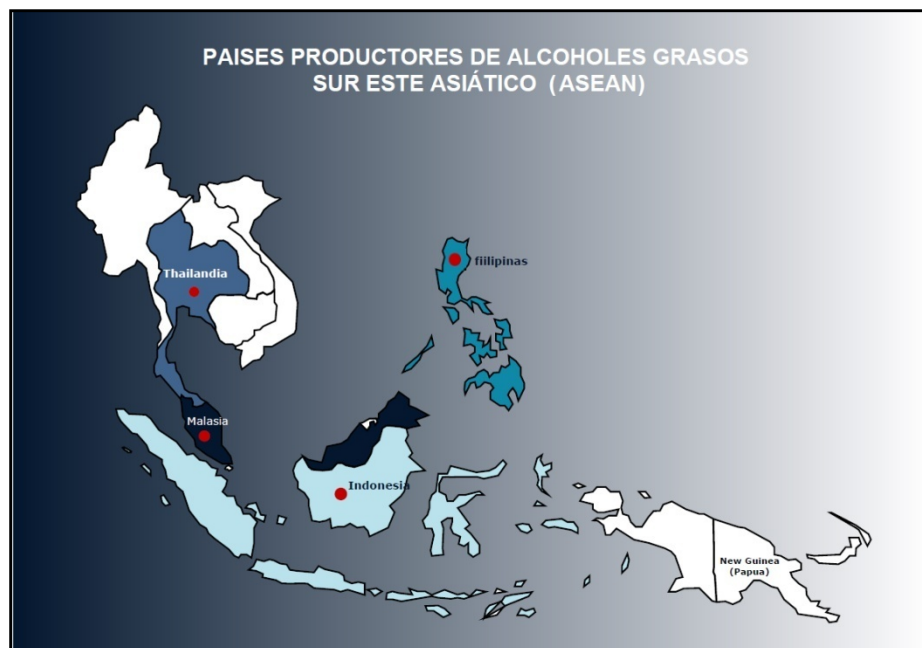 PAISES PRODUCTORES DE ALCOHOLES GRASOS
SUR ESTE ASIÁTICO (ASEAN)
Thailandia
fiilipinas
Malasia
Indonesia
New Guinea
(Papua)